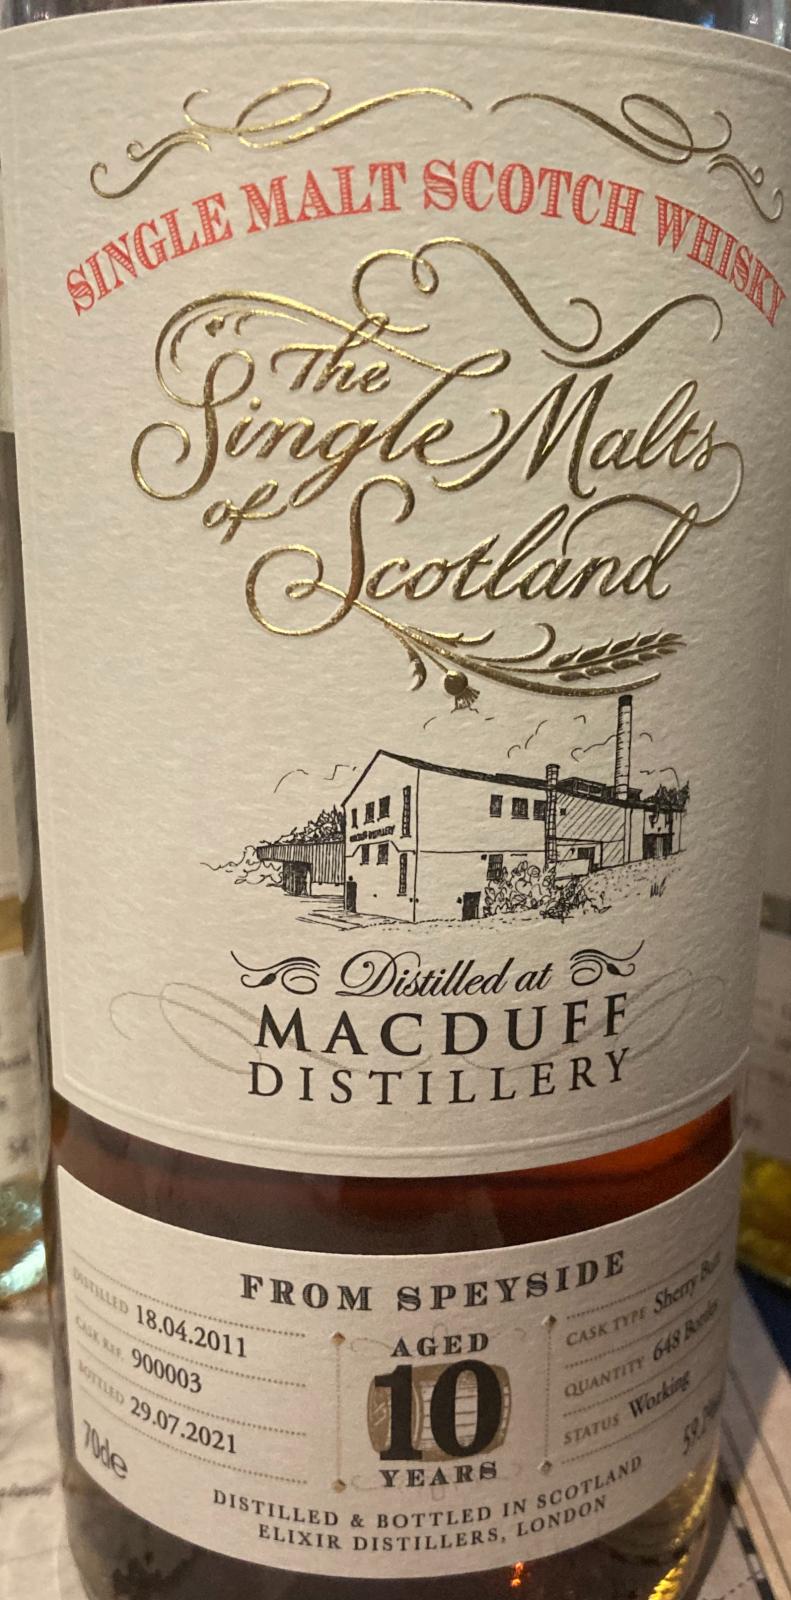 SINGLE MALT SCOTCH WHISKY
The
Single Malts
of Scotland
MACDUFF DISTILLERY
Distilled at
MACDUFF
DISTILLERY
FROM SPEYSIDE
DISTILLED 18.04.2011
CASK REF. 900003
BOTTLED 29.07.2021
70cl e
AGED
10
YEARS
CASK TYPE Sherry Butt
QUANTITY 648 Bottles
STATUS Working
DISTILLED & BOTTLED IN SCOTLAND
ELIXIR DISTILLERS, LONDON